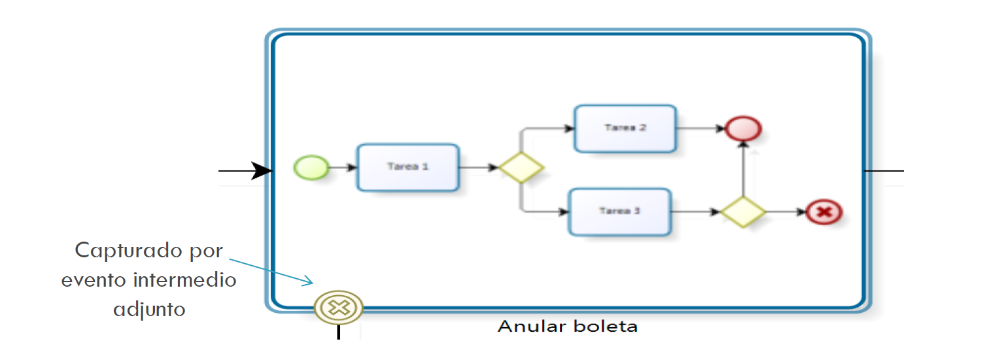 Tarea 2
Tarea 1
Tarea 3
Capturado por
evento intermedio
adjunto
Anular boleta